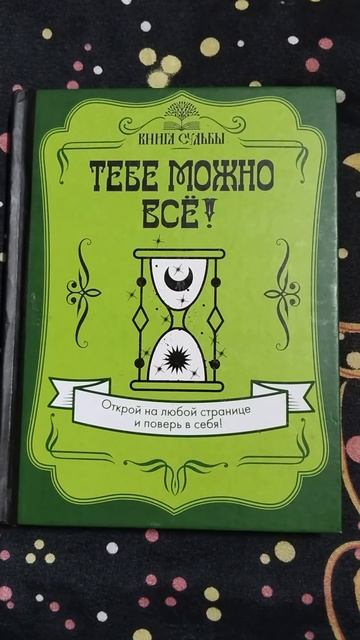 КНИГА СУДЬБЫ
ТЕБЕ МОЖНО
ВСЁ!
Открой на любой странице
и поверь в себя!